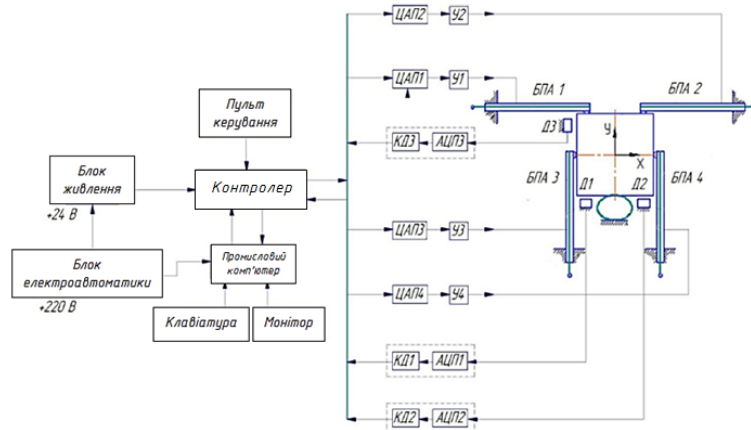 ЦАП2 У2
ЦАП1 У1
БПА 1 БПА 2
Пульт
керування
КД3 АЦП3
Д3
У
X
Блок
живлення
+24 В
Контролер
БПА 3 Д1 Д2 БПА 4
ЦАП3 У3
Блок
електроавтоматики
+220 В
Промисловий
комп'ютер
ЦАП4 У4
Клавіатура Монітор
КД1 АЦП1
КД2 АЦП2